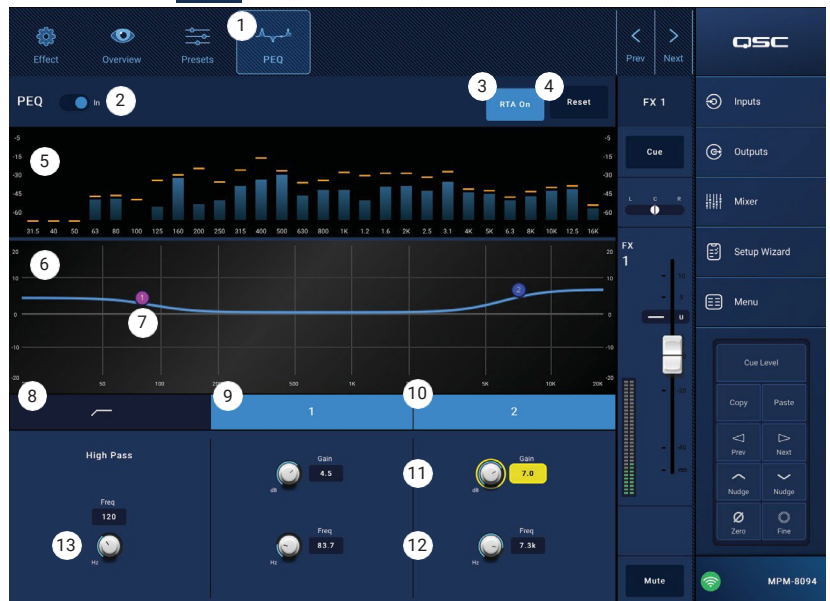 1
Effect Overview Presets PEQ
Prev Next
QSC
PEQ In 2
3 4
RTA On Reset
FX 1
Inputs
Outputs
Mixer
Setup Wizard
Menu
Cue
L C R
-5 -5
-15 -15
-30 -30
-45 -45
-60 -60
5
31.5 40 50 63 80 100 125 160 200 250 315 400 500 630 800 1K 1.2 1.6 2K 2.5 3.1 4K 5K 6.3 8K 10K 12.5 16K
FX
1
20 20
10 10
0 0
-10 -10
-20 -20
6
1 2
7
50 100 500 1K 5K 10K 20K
10
U
8 9 10
1 2
High Pass
Freq
120
Hz
13
Gain
4.5
dB
Freq
83.7
Hz
11
Gain
7.0
dB
12
Freq
7.3k
Hz
Mute
Cue Level
Copy Paste
Prev Next
Nudge Nudge
Zero Fine
MPM-8094